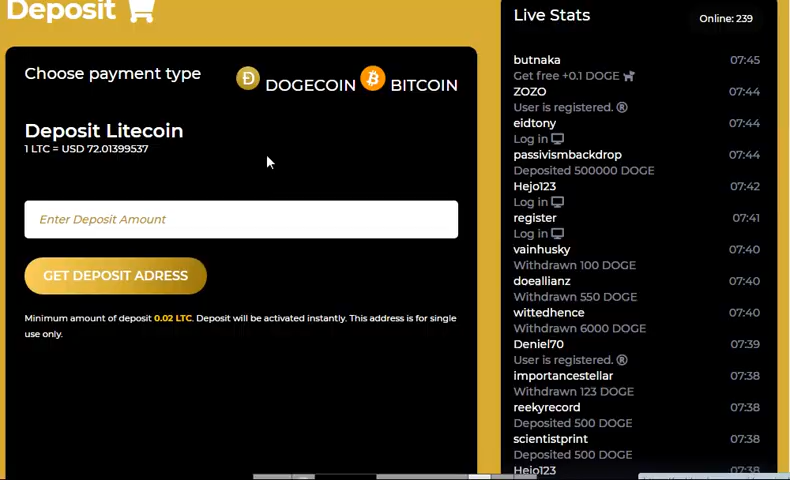 Deposit
Choose payment type
DOGECOIN
BITCOIN
Deposit Litecoin
1 LTC = USD 72.01399537
Enter Deposit Amount
GET DEPOSIT ADRESS
Minimum amount of deposit 0.02 LTC. Deposit will be activated instantly. This address is for single
use only.
Live Stats
Online: 239
butnaka 07:45
Get free +0.1 DOGE
ZOZO 07:44
User is registered.
eidtony 07:44
Log in
passivismbackdrop 07:44
Deposited 500000 DOGE
Hejo123 07:42
Log in
register 07:41
Log in
vainhusky 07:40
Withdrawn 100 DOGE
doeallianz 07:40
Withdrawn 550 DOGE
wittedhence 07:40
Withdrawn 6000 DOGE
Deniel70 07:39
User is registered.
importancestellar 07:38
Withdrawn 123 DOGE
reekyrecord 07:38
Deposited 500 DOGE
scientistprint 07:38
Deposited 500 DOGE
Hejo123 07:38